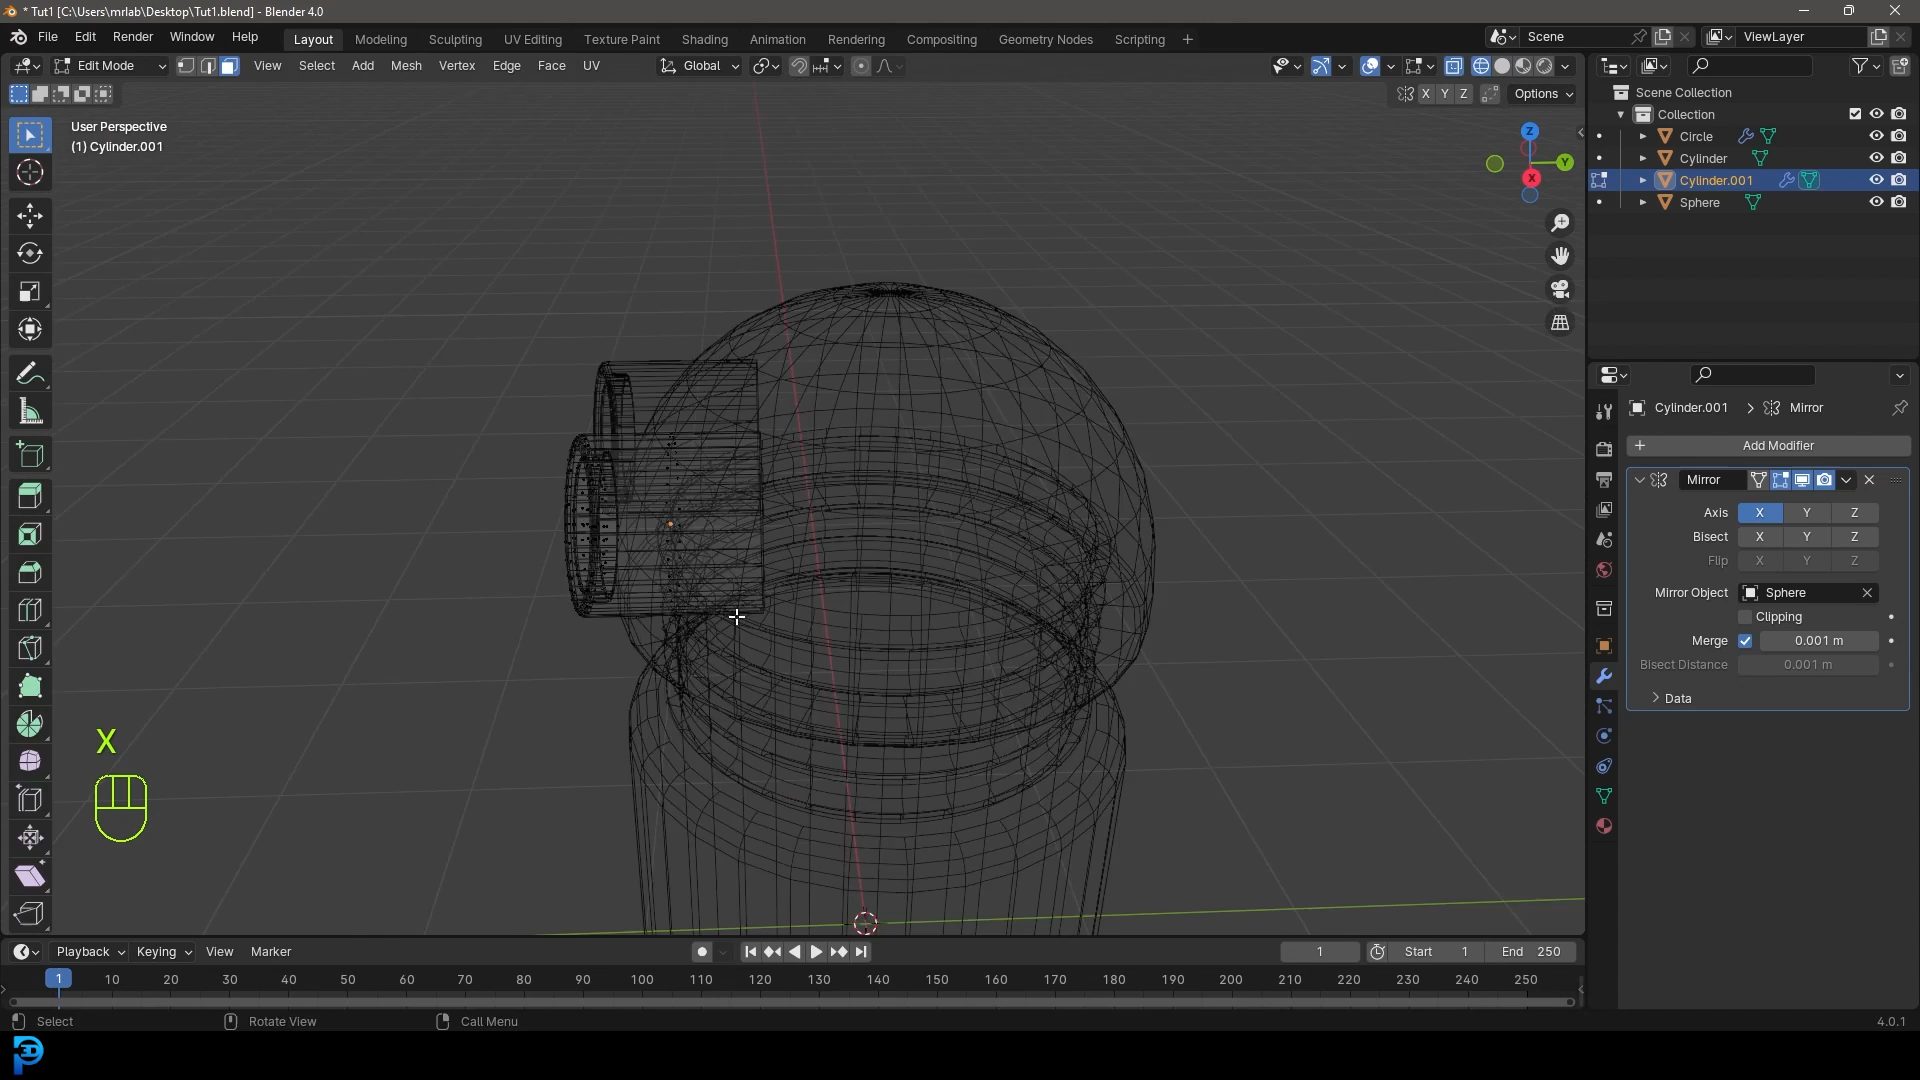 * Tut1 [C:\Users\mrlab\Desktop\Tut1.blend] - Blender 4.0
File Edit Render Window Help Layout Modeling Sculpting UV Editing Texture Paint Shading Animation Rendering Compositing Geometry Nodes Scripting + Scene ViewLayer
Edit Mode View Select Add Mesh Vertex Edge Face UV Global
X Y Z Options
User Perspective
(1) Cylinder.001
Z
Y
X
Scene Collection
Collection
Circle
Cylinder
Cylinder.001
Sphere
Cylinder.001 > Mirror
+ Add Modifier
Mirror
Axis X Y Z
Bisect X Y Z
Flip X Y Z
Mirror Object Sphere
Clipping
Merge 0.001 m
Bisect Distance 0.001 m
> Data
X
Playback Keying View Marker 1 Start 1 End 250
1 10 20 30 40 50 60 70 80 90 100 110 120 130 140 150 160 170 180 190 200 210 220 230 240 250
Select Rotate View Call Menu 4.0.1
3D